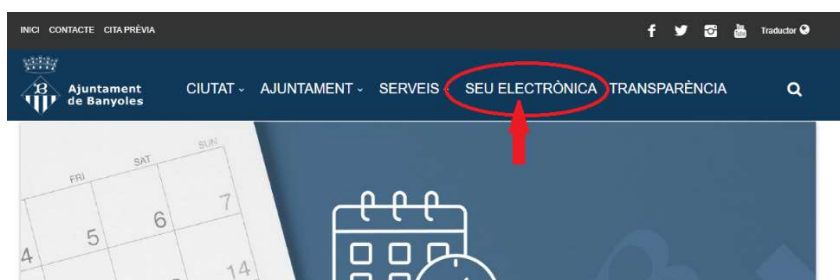 INICI CONTACTE CITA PRÈVIA
Traductor
Ajuntament
de Banyoles
CIUTAT AJUNTAMENT SERVEIS SEU ELECTRÒNICA TRANSPARÈNCIA
SUN
SAT
FRI
7
6
5
4
14